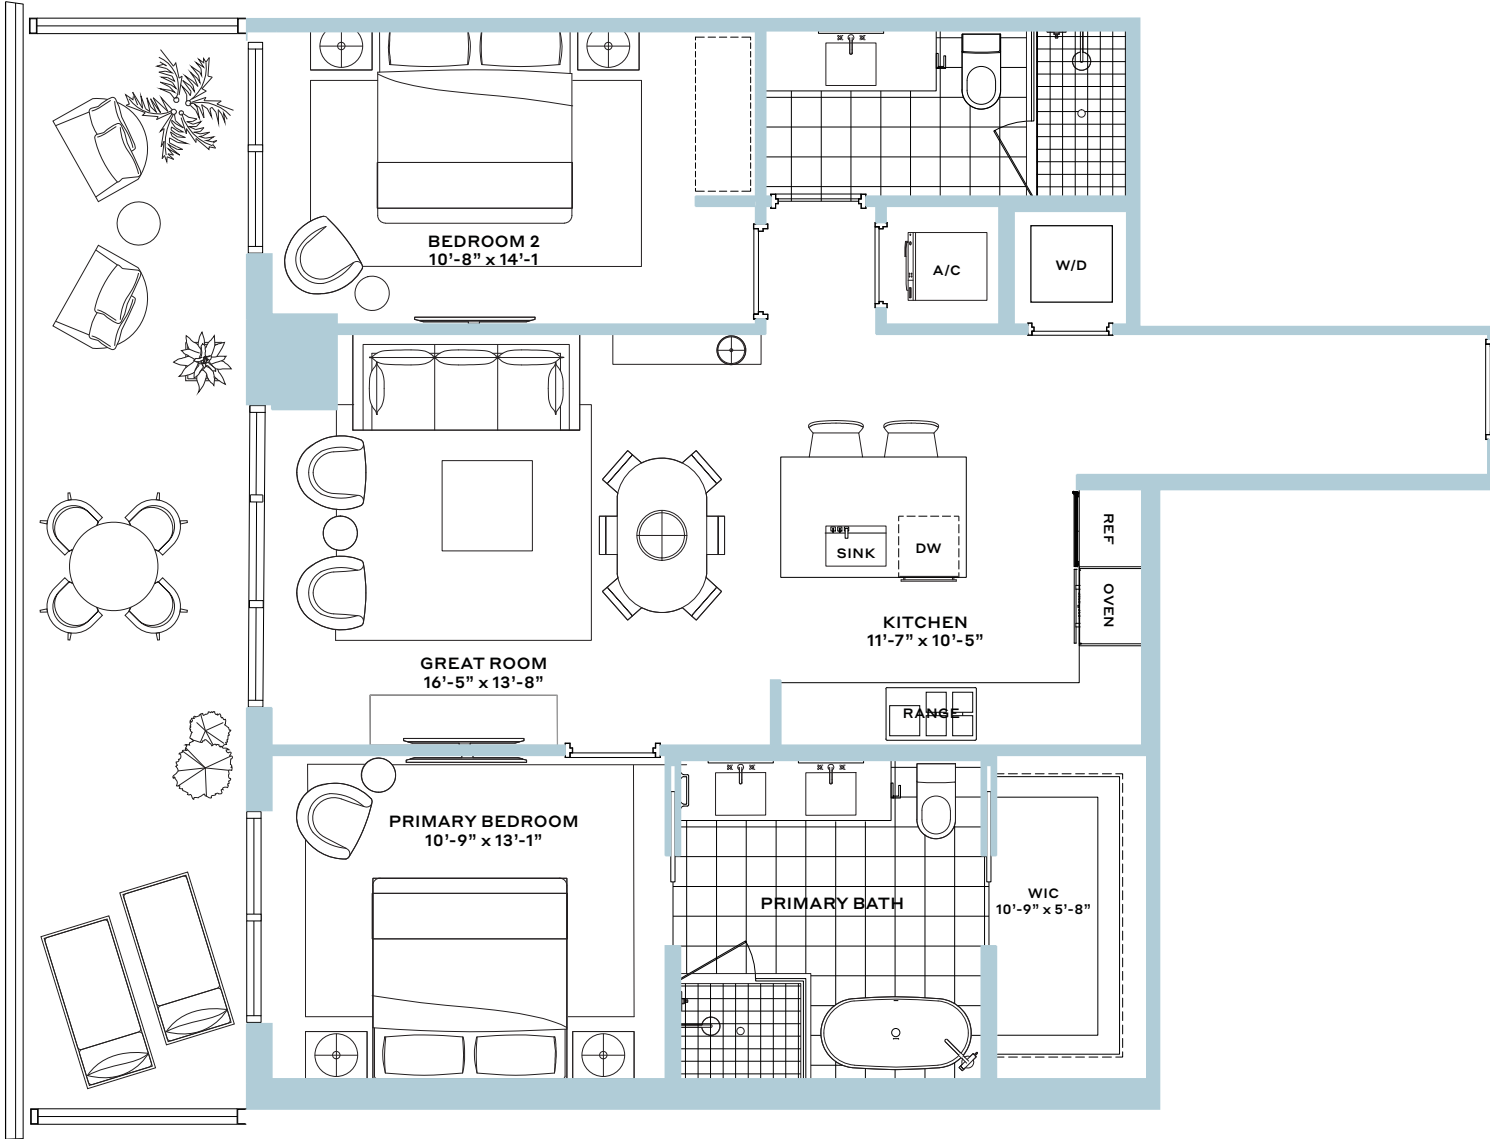 BEDROOM 2
10’-8” x 14’-1
A/C
W/D
SINK
DW
REF
OVEN
KITCHEN
11’-7” x 10’-5”
GREAT ROOM
16’-5” x 13’-8”
RANGE
PRIMARY BEDROOM
10’-9” x 13’-1”
PRIMARY BATH
WIC
10’-9” x 5’-8”